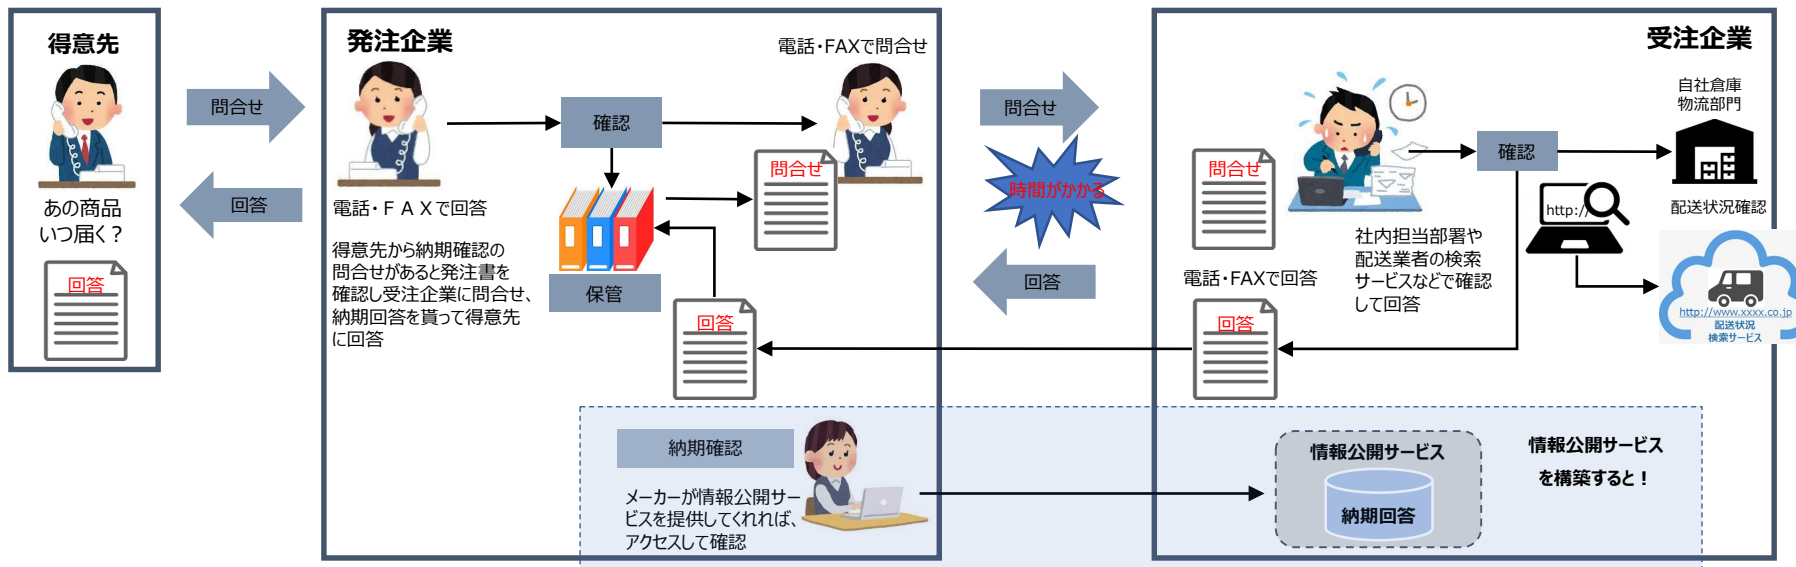 得意先
問合せ
回答
あの商品
いつ届く？
回答
発注企業
電話・FAXで問合せ
確認
問合せ
電話・ＦＡＸで回答
得意先から納期確認の
問合せがあると発注書を
確認し受注企業に問合せ、
納期回答を貰って得意先
に回答
保管
回答
問合せ
時間がかかる
回答
受注企業
自社倉庫
物流部門
確認
問合せ
http://
配送状況確認
社内担当部署や
配送業者の検索
サービスなどで確認
して回答
電話・FAXで回答
回答
http://www.xxxx.co.jp
配送状況
検索サービス
納期確認
メーカーが情報公開サー
ビスを提供してくれれば、
アクセスして確認
情報公開サービス
納期回答
情報公開サービス
を構築すると！